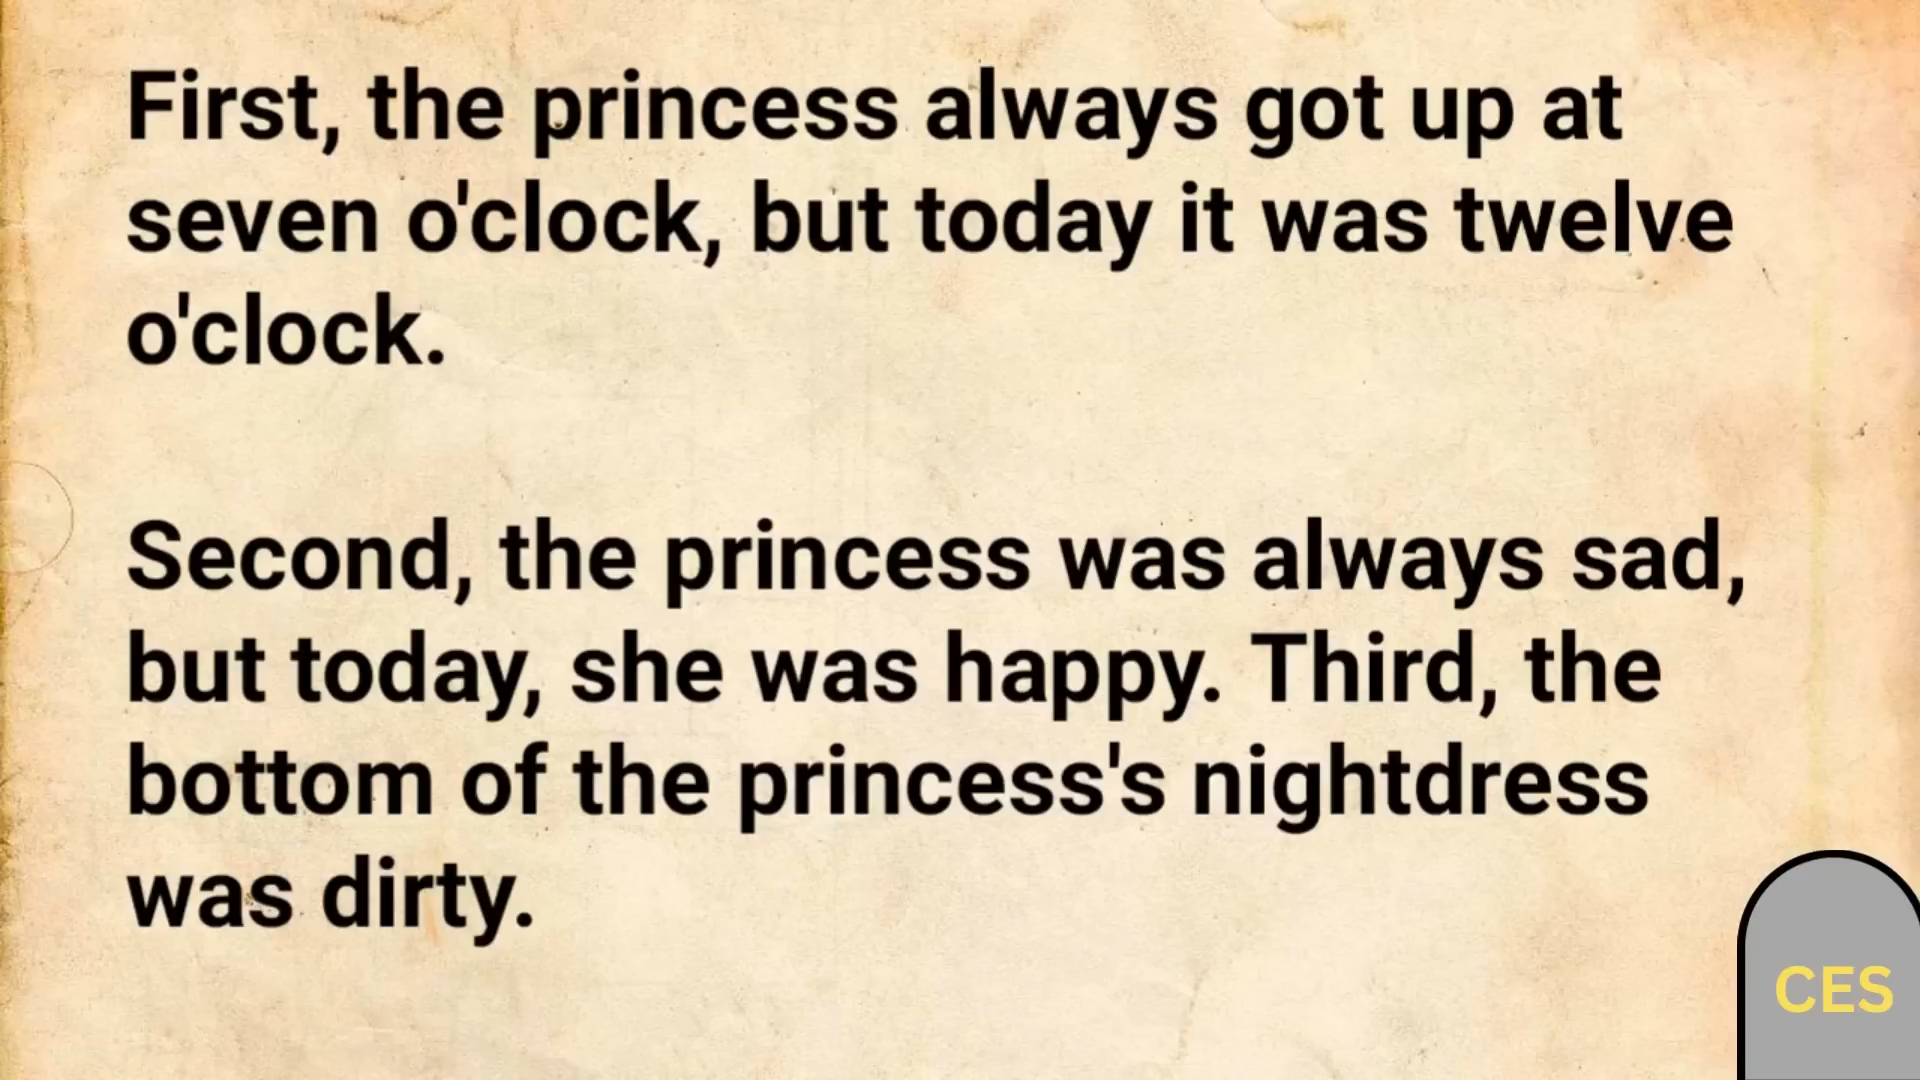 First, the princess always got up at
seven o'clock, but today it was twelve
o'clock.
Second, the princess was always sad,
but today, she was happy. Third, the
bottom of the princess's nightdress
was dirty.
CES